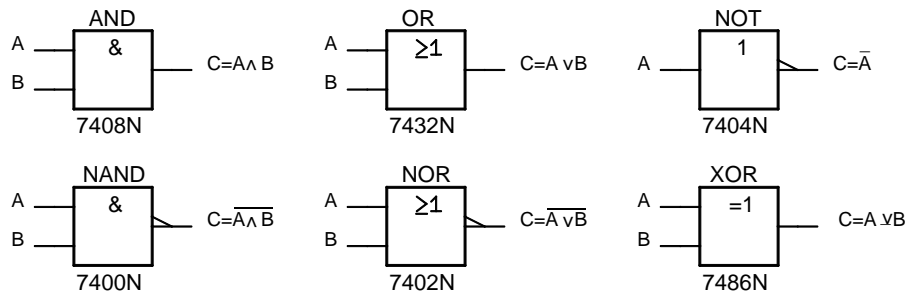 AND
A
B
&
C=A∧B
7408N
OR
A
B
≥1
C=A∨B
7432N
NOT
A
1
C=A̅
7404N
NAND
A
B
&
C=A̅∧̅B̅
7400N
NOR
A
B
≥1
C=A̅∨̅B̅
7402N
XOR
A
B
=1
C=A⊻B
7486N